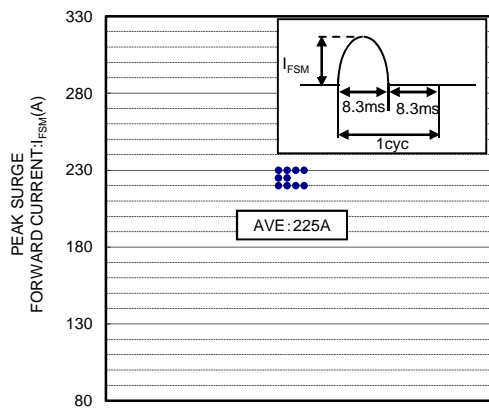 330
280
230
180
130
80
PEAK SURGE
FORWARD CURRENT:IFSM(A)
IFSM
8.3ms
8.3ms
1cyc
AVE:225A